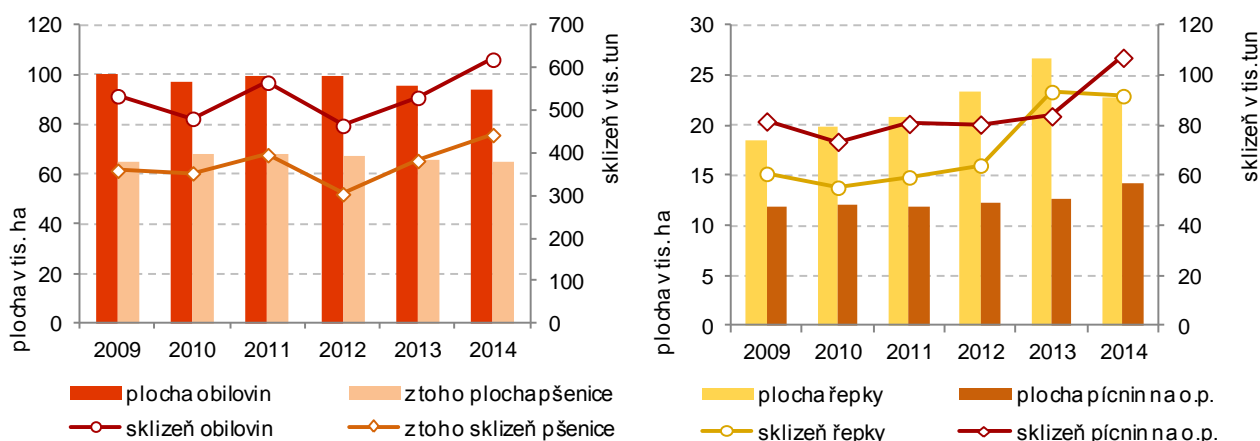 120
100
80
60
40
20
0
plocha v tis. ha
700
600
500
400
300
200
100
0
sklizeň v tis. tun
2009 2010 2011 2012 2013 2014
plocha obilovin
z toho plocha pšenice
sklizeň obilovin
z toho sklizeň pšenice
30
25
20
15
10
5
0
plocha v tis. ha
120
100
80
60
40
20
0
sklizeň v tis.tun
2009 2010 2011 2012 2013 2014
plocha řepky
plocha pícnin na o.p.
sklizeň řepky
sklizeň pícnin na o.p.